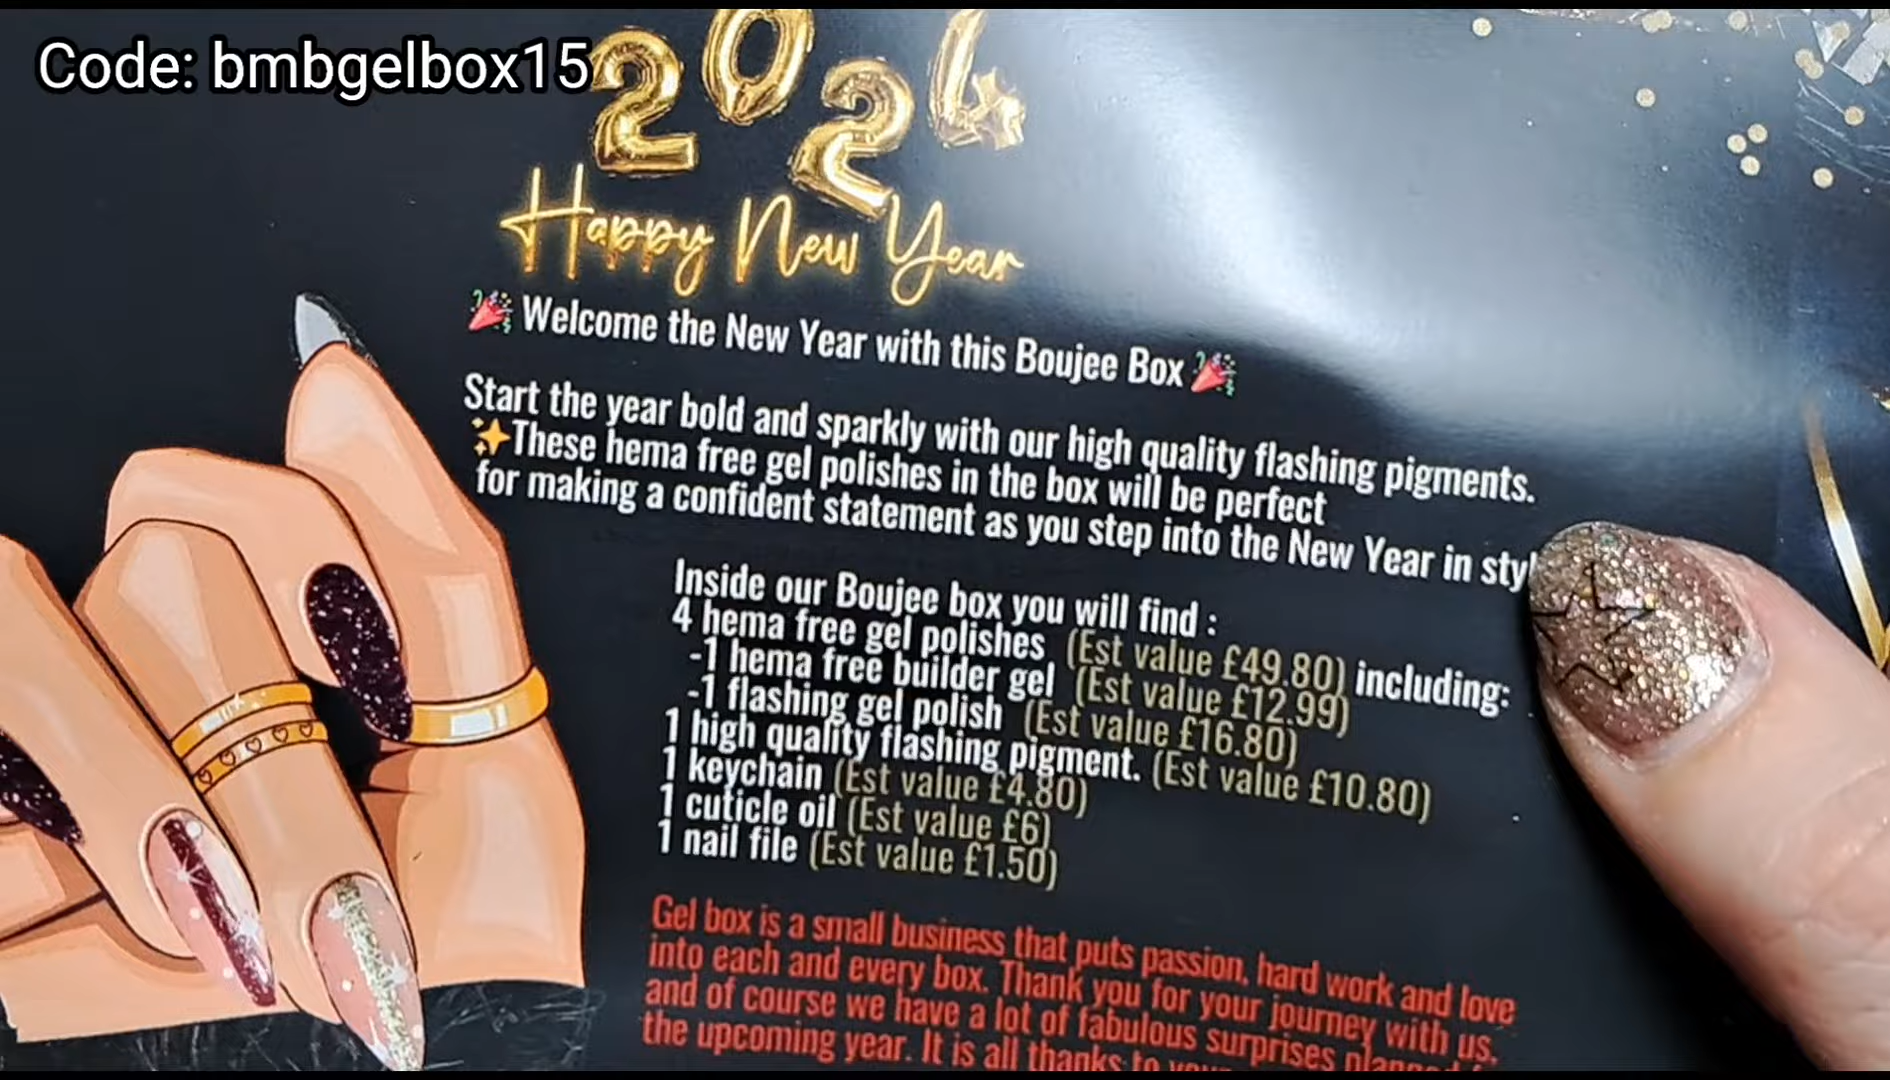 Code: bmbgelbox15
2024
Happy New Year
🎉 Welcome the New Year with this Boujee Box 🎉
Start the year bold and sparkly with our high quality flashing pigments.
✨These hema free gel polishes in the box will be perfect
for making a confident statement as you step into the New Year in
Inside our Boujee box you will find :
4 hema free gel polishes (Est value £49.80) including:
-1 hema free builder gel (Est value £12.99)
-1 flashing gel polish (Est value £16.80)
1 high quality flashing pigment. (Est value £10.80)
1 keychain (Est value £4.80)
1 cuticle oil (Est value £6)
1 nail file (Est value £1.50)
Gel box is a small business that puts passion, hard work and love
into each and every box. Thank you for your journey with us,
and of course we have a lot of fabulous surprises planned
the upcoming year. It is all thanks to